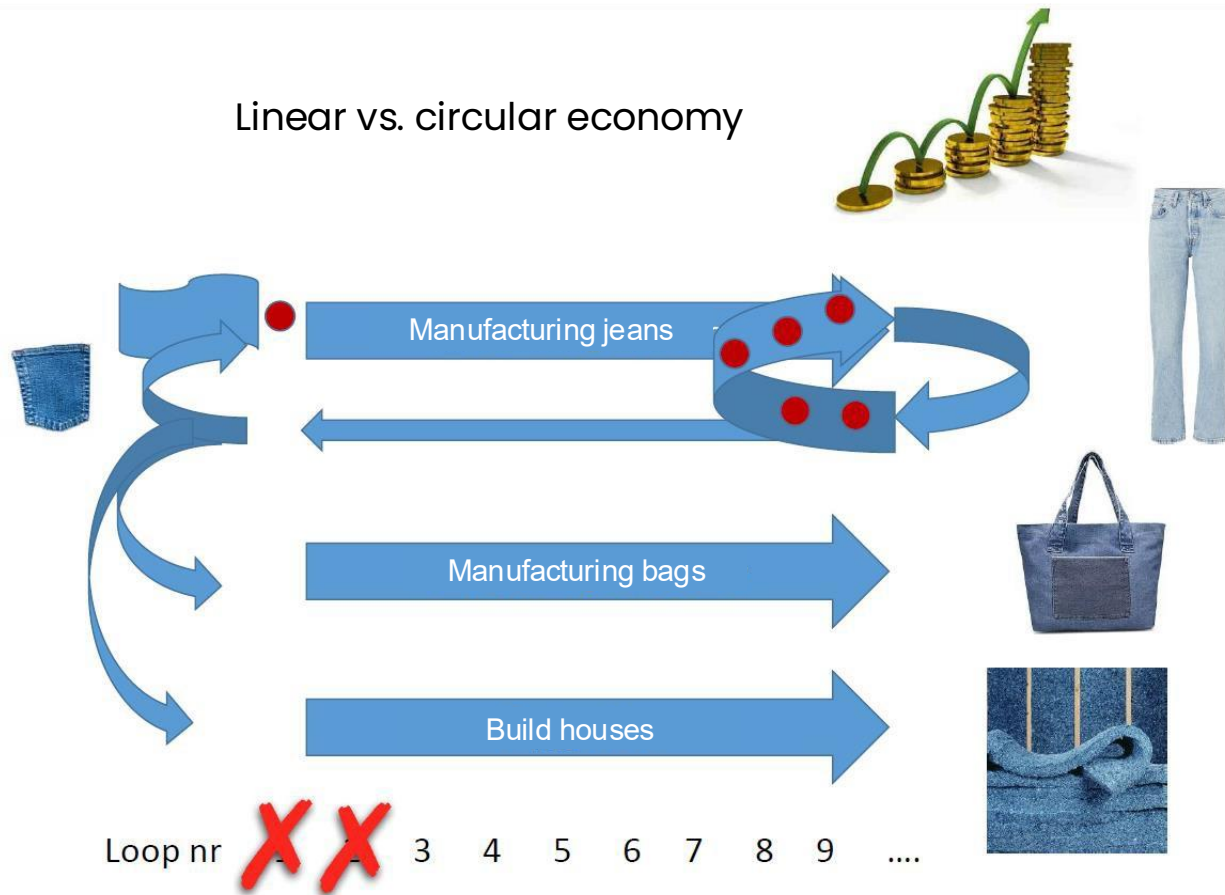 Linear vs. circular economy
Manufacturing jeans
Manufacturing bags
Build houses
Loop nr 3 4 5 6 7 8 9 ....